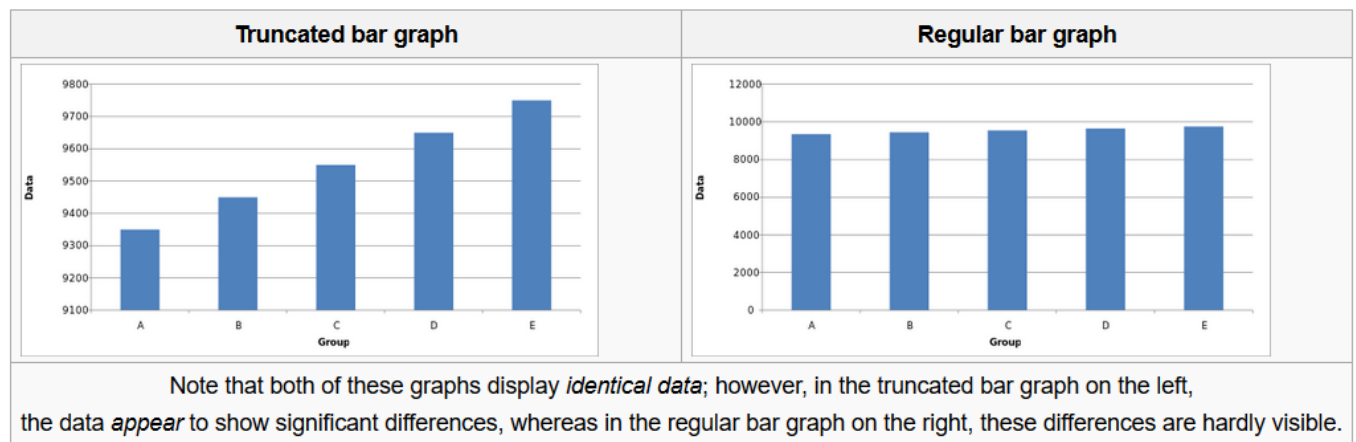 Truncated bar graph
Regular bar graph
9800
9700
9600
9500
9400
9300
9200
9100
Data
A B C D E
Group
12000
10000
8000
6000
4000
2000
0
Data
A B C D E
Group
Note that both of these graphs display identical data; however, in the truncated bar graph on the left,
the data appear to show significant differences, whereas in the regular bar graph on the right, these differences are hardly visible.